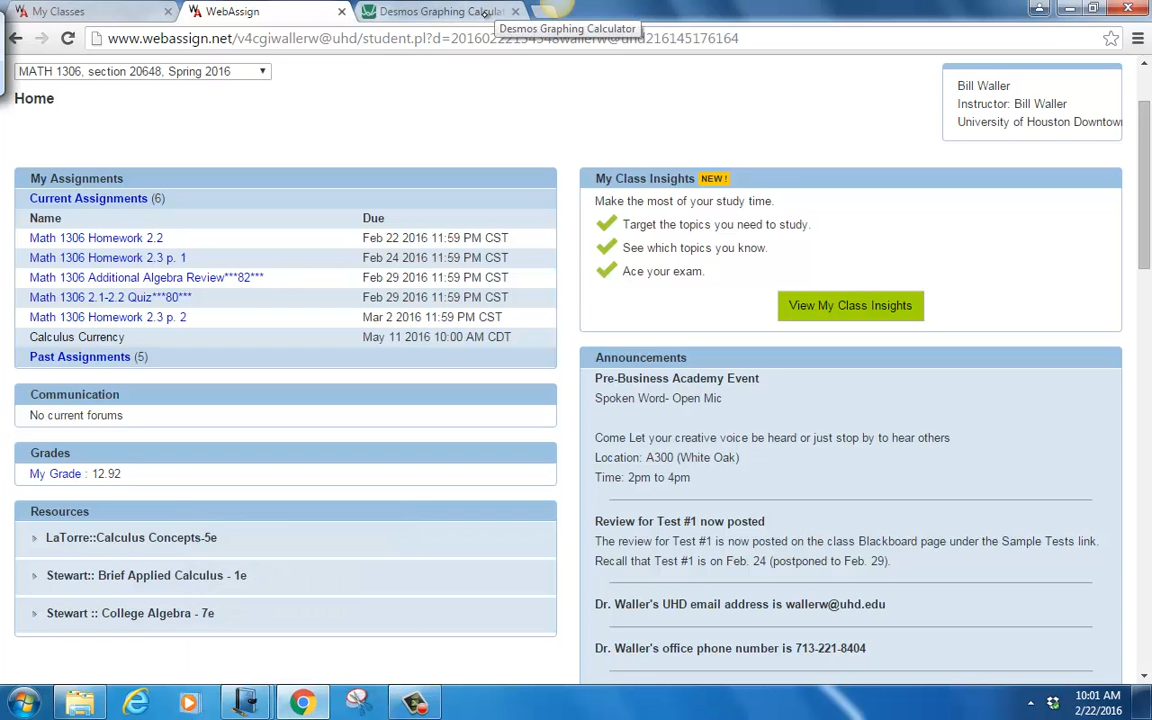 My Classes
WebAssign
Desmos Graphing Calculat
Desmos Graphing Calculator
www.webassign.net/v4cgiwallerw@uhd/student.pl?d=
MATH 1306, section 20648, Spring 2016
Home
Bill Waller
Instructor: Bill Waller
University of Houston Downtown
My Assignments
Current Assignments (6)
Name Due
Math 1306 Homework 2.2 Feb 22 2016 11:59 PM CST
Math 1306 Homework 2.3 p. 1 Feb 24 2016 11:59 PM CST
Math 1306 Additional Algebra Review***82*** Feb 29 2016 11:59 PM CST
Math 1306 2.1-2.2 Quiz***80*** Feb 29 2016 11:59 PM CST
Math 1306 Homework 2.3 p. 2 Mar 2 2016 11:59 PM CST
Calculus Currency May 11 2016 10:00 AM CDT
Past Assignments (5)
Communication
No current forums
Grades
My Grade : 12.92
Resources
LaTorre::Calculus Concepts-5e
Stewart:: Brief Applied Calculus - 1e
Stewart :: College Algebra - 7e
My Class Insights NEW !
Make the most of your study time.
Target the topics you need to study.
See which topics you know.
Ace your exam.
View My Class Insights
Announcements
Pre-Business Academy Event
Spoken Word- Open Mic
Come Let your creative voice be heard or just stop by to hear others
Location: A300 (White Oak)
Time: 2pm to 4pm
Review for Test #1 now posted
The review for Test #1 is now posted on the class Blackboard page under the Sample Tests link.
Recall that Test #1 is on Feb. 24 (postponed to Feb. 29).
Dr. Waller's UHD email address is wallerw@uhd.edu
Dr. Waller's office phone number is 713-221-8404
10:01 AM
2/22/2016